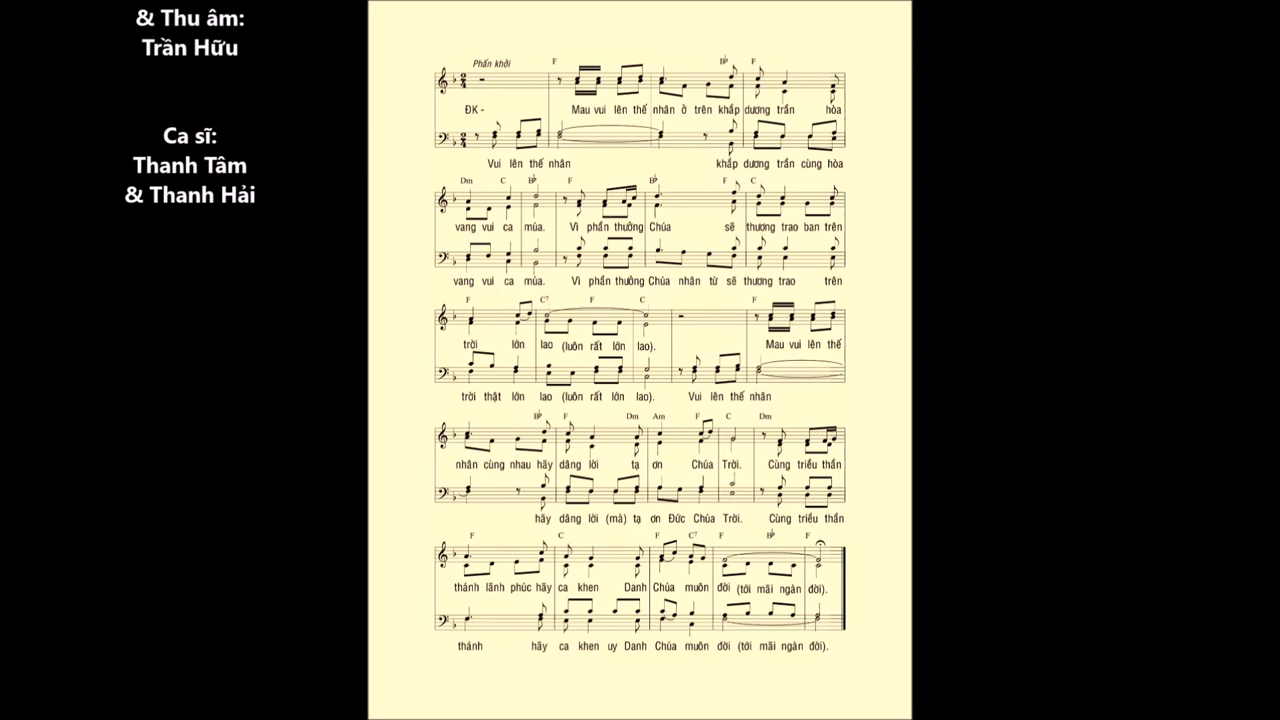 & Thu âm:
Trần Hữu
Ca sĩ:
Thanh Tâm
& Thanh Hải
Phấn khởi
F B♭ F
ĐK - Mau vui lên thế nhân ở trên khắp dương trần hòa
Vui lên thế nhân khắp dương trần cùng hòa
Dm C B♭ F B♭ F C
vang vui ca múa. Vì phần thưởng Chúa sẽ thương trao ban trên
vang vui ca múa. Vì phần thưởng Chúa nhân từ sẽ thương trao trên
F C7 F C F
trời lớn lao (luôn rất lớn lao). Mau vui lên thế
trời thật lớn lao (luôn rất lớn lao). Vui lên thế nhân
B♭ F Dm Am F C Dm
nhân cùng nhau hãy dâng lời tạ ơn Chúa Trời. Cùng triều thần
hãy dâng lời (mà) tạ ơn Đức Chúa Trời. Cùng triều thần
F C F C7 F B♭ F
thánh lãnh phúc hãy ca khen Danh Chúa muôn đời (tới mãi ngàn đời).
thánh hãy ca khen uy Danh Chúa muôn đời (tới mãi ngàn đời).